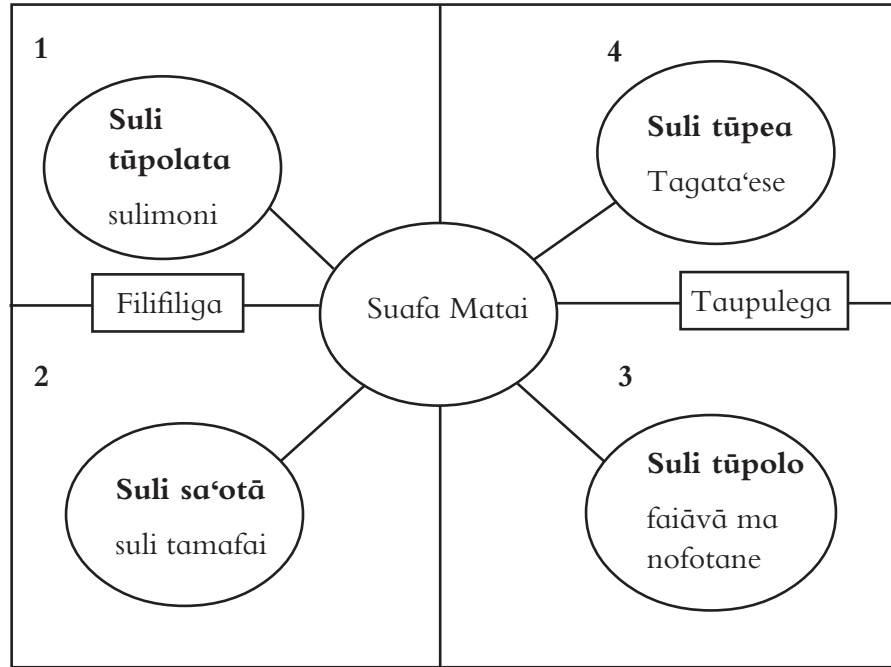 1
Suli
tūpolata
sulimoni
4
Suli tūpea
Tagata‘ese
Filifiliga
Suafa Matai
Taupulega
2
Suli sa‘otā
suli tamafai
3
Suli tūpolo
faiāvā ma
nofotane